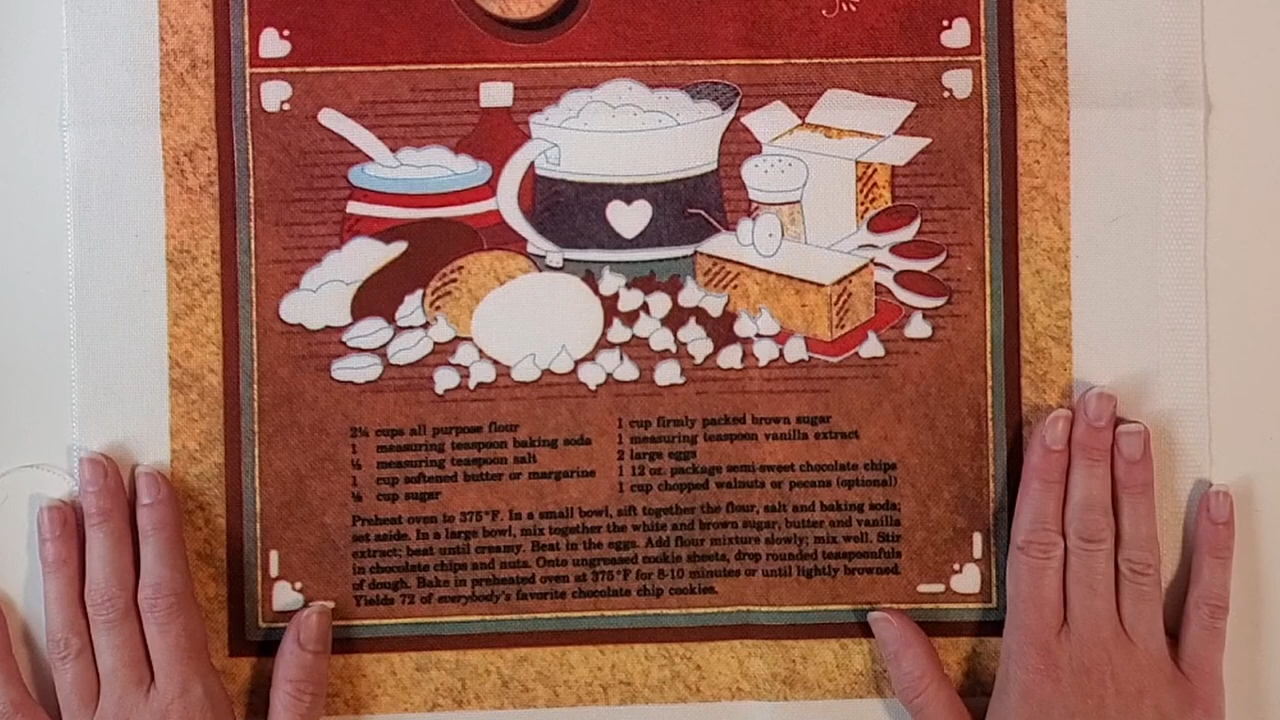 2¼ cups all purpose flour
1 measuring teaspoon baking soda
½ measuring teaspoon salt
1 cup softened butter or margarine
cup sugar
1 cup firmly packed brown sugar
1 measuring teaspoon vanilla extract
2 large eggs
1 12 oz. package semi-sweet chocolate chips
1 cup chopped walnuts or pecans (optional)
Preheat oven to 375°F. In a small bowl, sift together the flour, salt and baking soda;
set aside. In a large bowl, mix together the white and brown sugar, butter and vanilla
extract; beat until creamy. Beat in the eggs. Add flour mixture slowly; mix well. Stir
in chocolate chips and nuts. Onto ungreased cookie sheets, drop rounded teaspoonfuls
of dough. Bake in preheated oven at 375°F for 8-10 minutes or until lightly browned.
Yields 72 of everybody's favorite chocolate chip cookies.